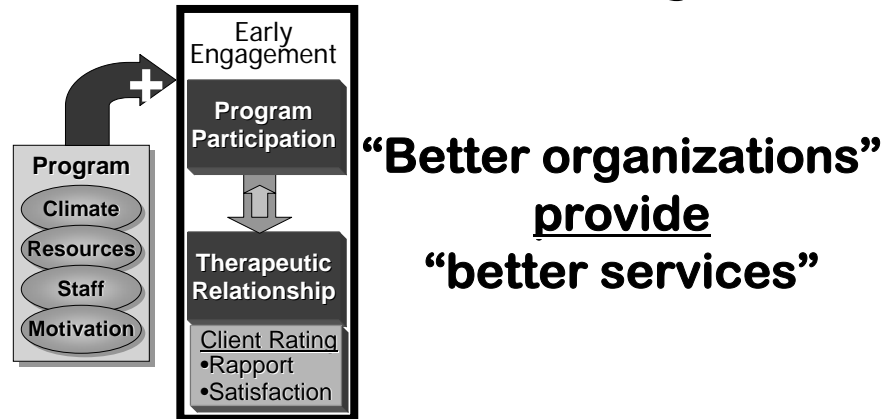 Early
Engagement
+
Program
Participation
Program
Climate
Resources
Staff
Motivation
Therapeutic
Relationship
Client Rating
•Rapport
•Satisfaction
“Better organizations”
provide
“better services”